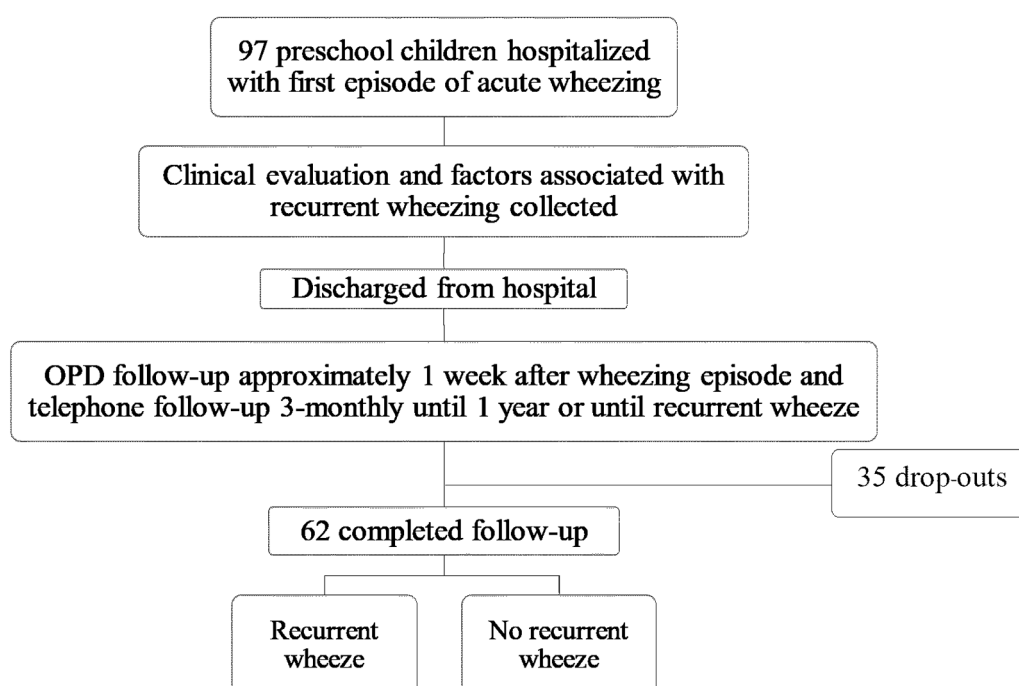 97 preschool children hospitalized
with first episode of acute wheezing
Clinical evaluation and factors associated with
recurrent wheezing collected
Discharged from hospital
OPD follow-up approximately 1 week after wheezing episode and
telephone follow-up 3-monthly until 1 year or until recurrent wheeze
35 drop-outs
62 completed follow-up
Recurrent
wheeze
No recurrent
wheeze